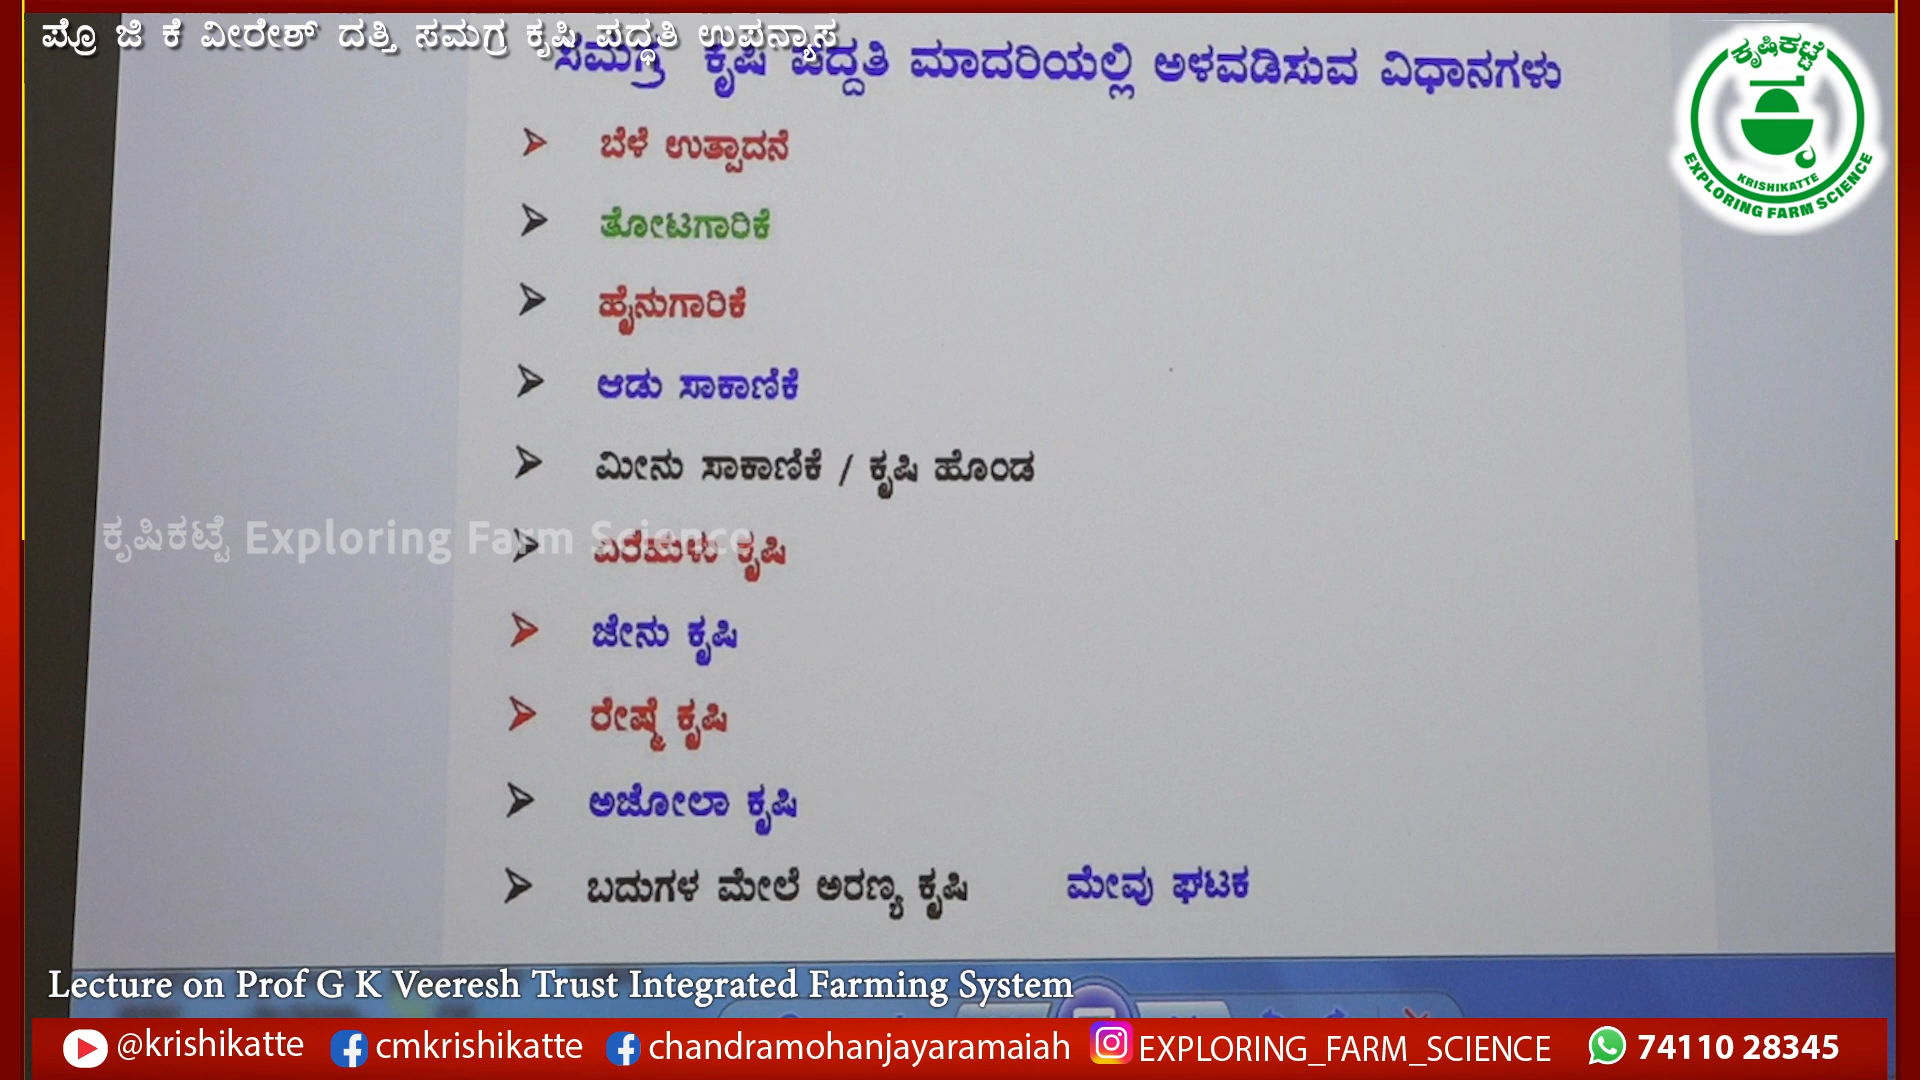 ಪ್ರೊ ಜಿ ಕೆ ವೀರೇಶ್ ದತ್ತಿ ಸಮಗ್ರ ಕೃಷಿ ಪದ್ಧತಿ ಉಪನ್ಯಾಸ
ಸಮಗ್ರ ಕೃಷಿ ಪದ್ದತಿ ಮಾದರಿಯಲ್ಲಿ ಅಳವಡಿಸುವ ವಿಧಾನಗಳು
ಕೃಷಿಕಟ್ಟೆ
KRISHIKATTE
EXPLORING FARM SCIENCE
➢ ಬೆಳೆ ಉತ್ಪಾದನೆ
➢ ತೋಟಗಾರಿಕೆ
➢ ಹೈನುಗಾರಿಕೆ
➢ ಆಡು ಸಾಕಾಣಿಕೆ
➢ ಮೀನು ಸಾಕಾಣಿಕೆ / ಕೃಷಿ ಹೊಂಡ
ಕೃಷಿಕಟ್ಟೆ Exploring Farm Science
➢ ಎರೆಹುಳು ಕೃಷಿ
➢ ಜೇನು ಕೃಷಿ
➢ ರೇಷ್ಮೆ ಕೃಷಿ
➢ ಅಜೋಲಾ ಕೃಷಿ
➢ ಬದುಗಳ ಮೇಲೆ ಅರಣ್ಯ ಕೃಷಿ ಮೇವು ಘಟಕ
Lecture on Prof G K Veeresh Trust Integrated Farming System
@krishikatte cmkrishikatte chandramohanjayaramaiah EXPLORING_FARM_SCIENCE 74110 28345